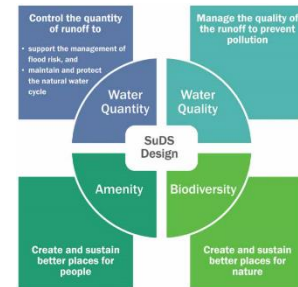 Control the quantity
of runoff to
• support the management of
flood risk, and
• maintain and protect
the natural water
cycle
Manage the quality of
the runoff to prevent
pollution
Water
Quantity
Water
Quality
SuDS
Design
Amenity
Biodiversity
Create and sustain
better places for
people
Create and sustain
better places for
nature